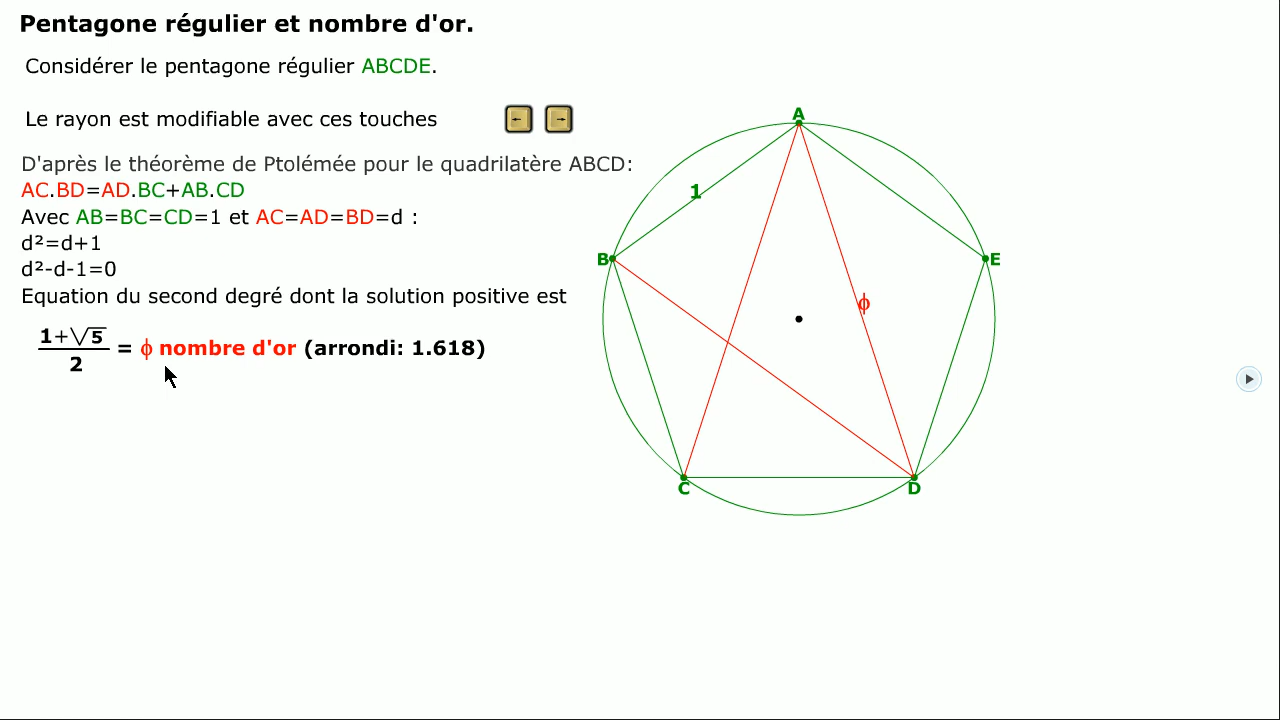 Pentagone régulier et nombre d'or.
Considérer le pentagone régulier ABCDE.
Le rayon est modifiable avec ces touches ← →
D'après le théorème de Ptolémée pour le quadrilatère ABCD:
AC.BD=AD.BC+AB.CD
Avec AB=BC=CD=1 et AC=AD=BD=d :
d²=d+1
d²-d-1=0
Equation du second degré dont la solution positive est
1+√5
2
= ϕ nombre d'or (arrondi: 1.618)
A
1
B
E
ϕ
C
D